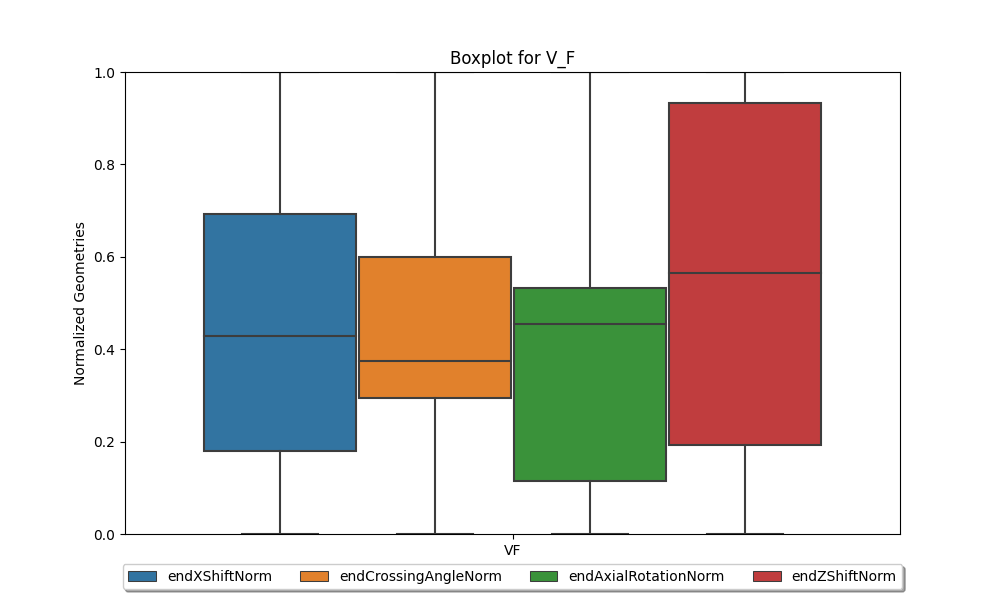 Boxplot for V_F
Normalized Geometries
1.0
0.8
0.6
0.4
0.2
0.0
VF
endXShiftNorm endCrossingAngleNorm endAxialRotationNorm endZShiftNorm